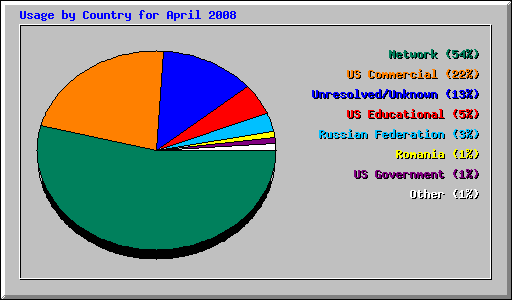 Usage by Country for April 2008
Network (54%)
US Commercial (22%)
Unresolved/Unknown (13%)
US Educational (5%)
Russian Federation (3%)
Romania (1%)
US Government (1%)
Other (1%)